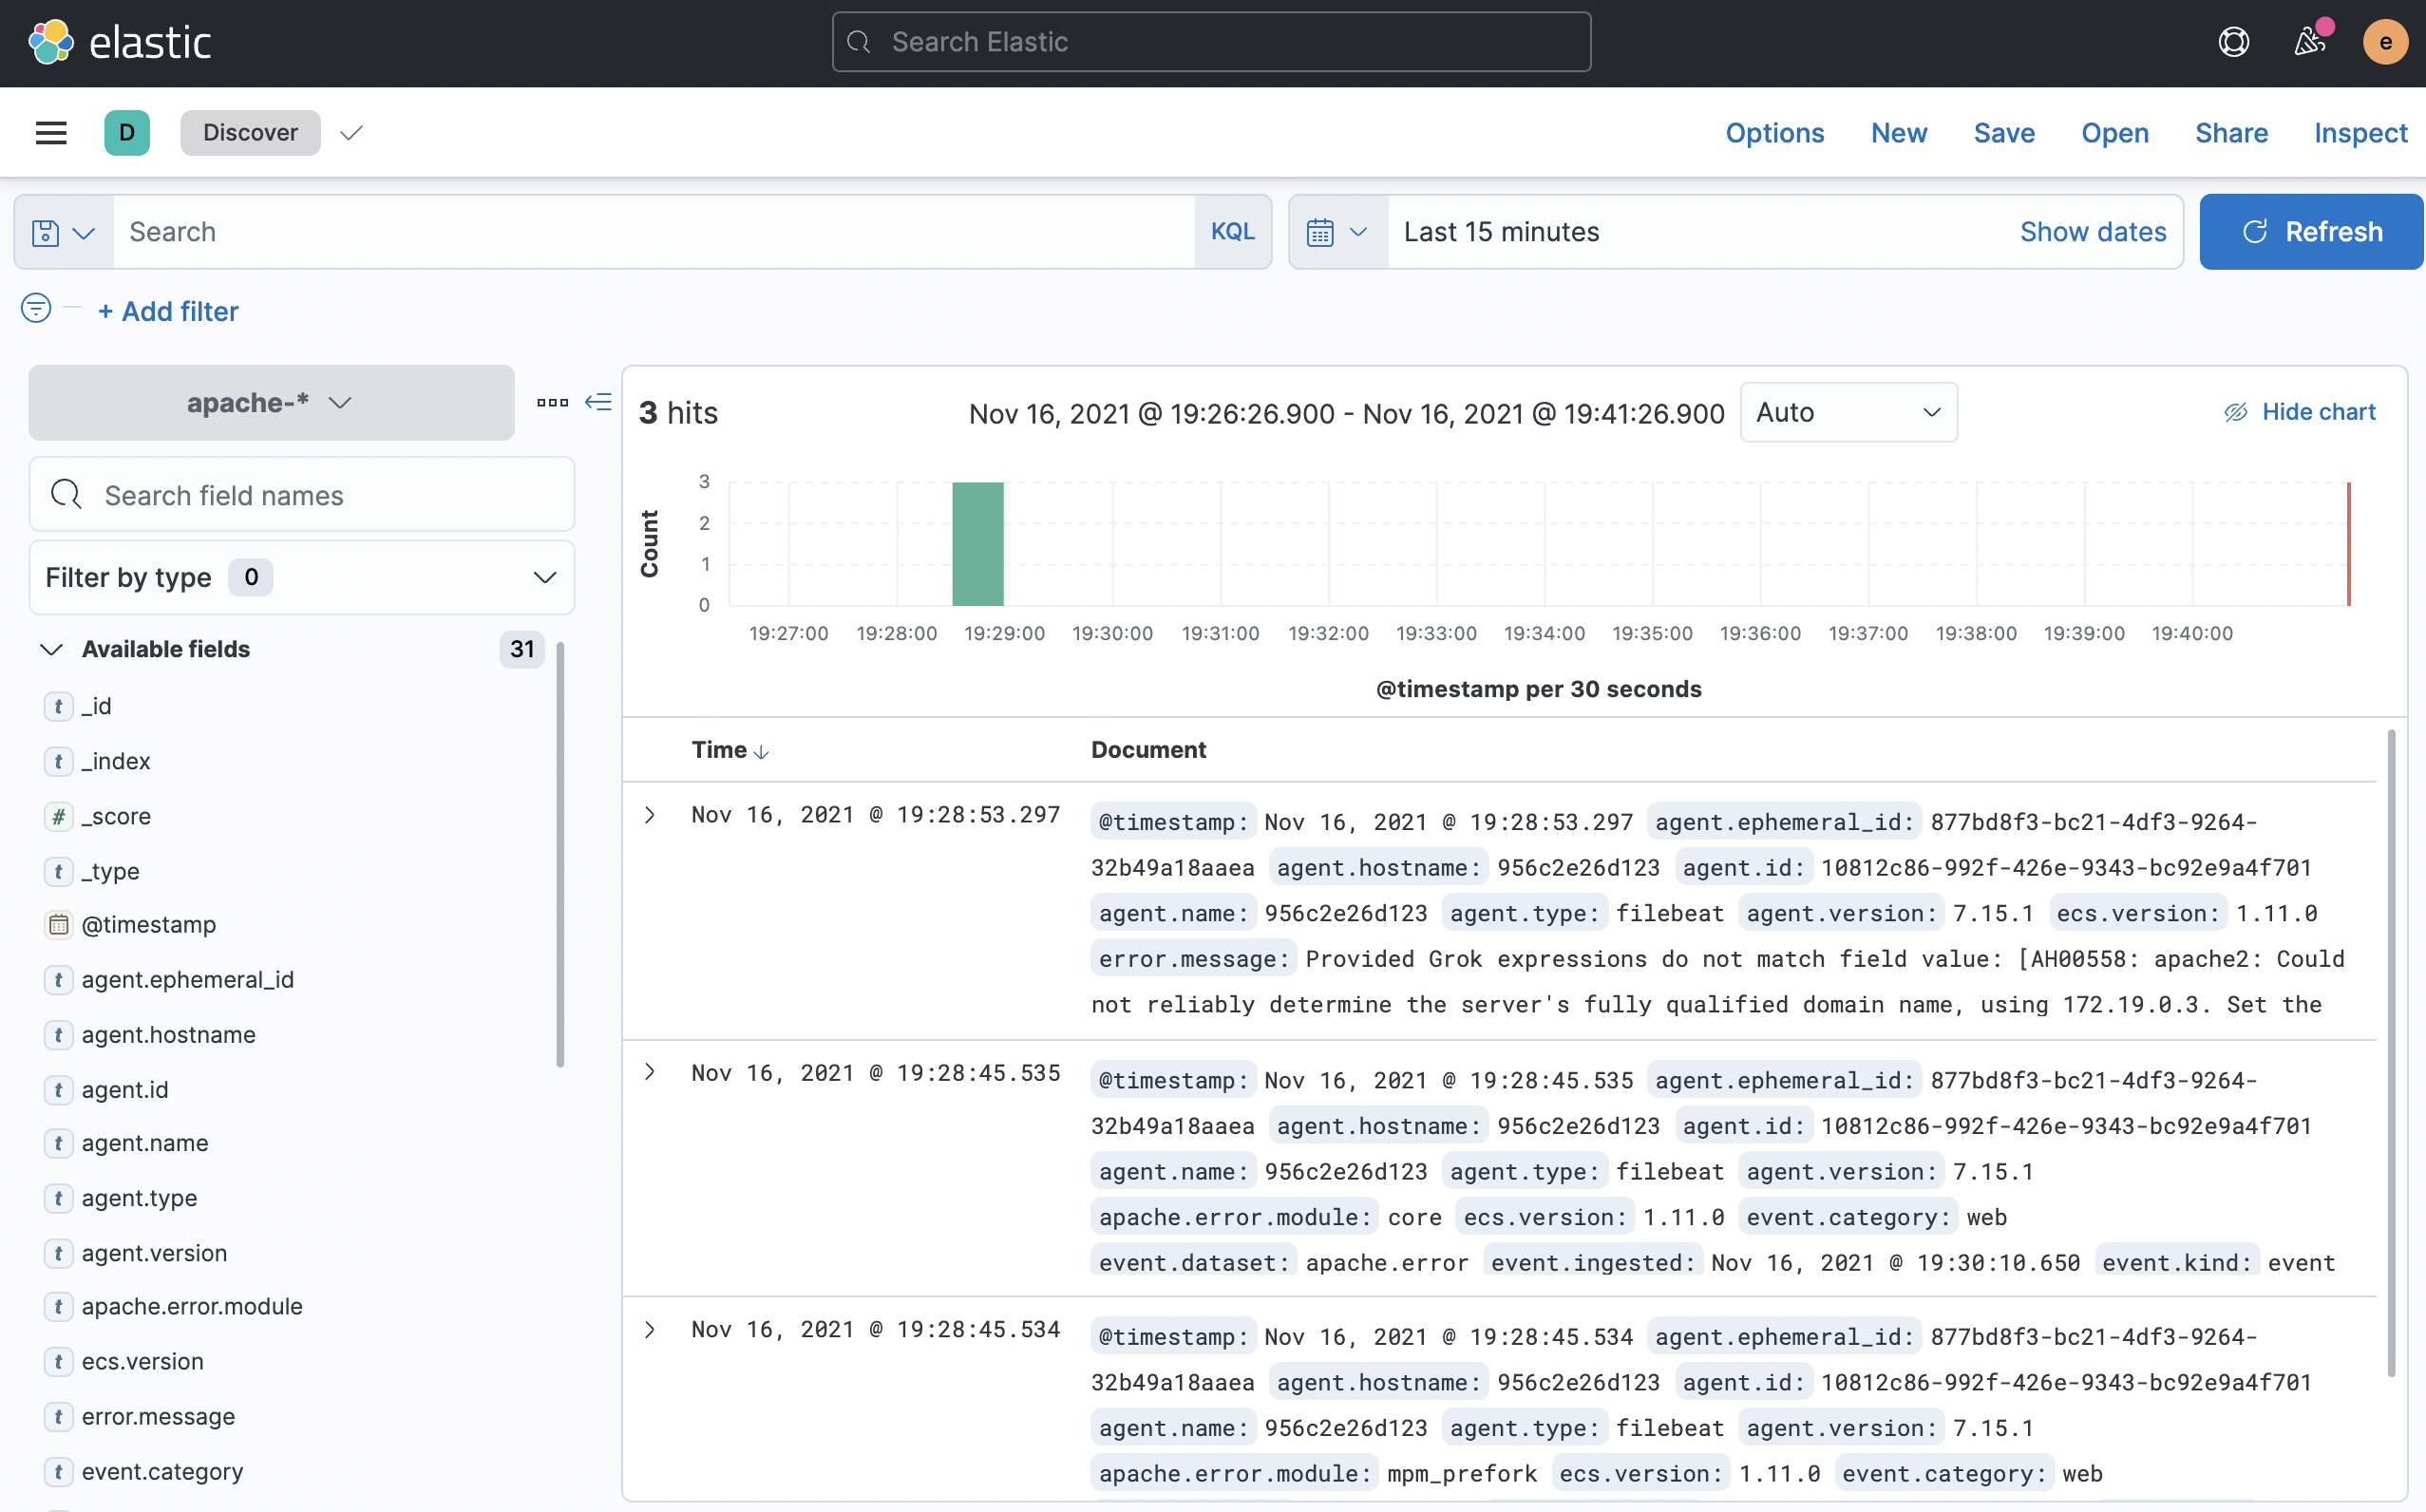 elastic
Search Elastic
e
D
Discover
Options New Save Open Share Inspect
Search
KQL
Last 15 minutes
Show dates
Refresh
+ Add filter
apache-*
Search field names
Filter by type 0
Available fields 31
t _id
t _index
# _score
t _type
@timestamp
t agent.ephemeral_id
t agent.hostname
t agent.id
t agent.name
t agent.type
t agent.version
t apache.error.module
t ecs.version
t error.message
t event.category
3 hits
Nov 16, 2021 @ 19:26:26.900 - Nov 16, 2021 @ 19:41:26.900
Auto
Hide chart
Count
3
2
1
0
19:27:00 19:28:00 19:29:00 19:30:00 19:31:00 19:32:00 19:33:00 19:34:00 19:35:00 19:36:00 19:37:00 19:38:00 19:39:00 19:40:00
@timestamp per 30 seconds
Time Document
Nov 16, 2021 @ 19:28:53.297
@timestamp: Nov 16, 2021 @ 19:28:53.297 agent.ephemeral_id: 877bd8f3-bc21-4df3-9264-
32b49a18aaea agent.hostname: 956c2e26d123 agent.id: 10812c86-992f-426e-9343-bc92e9a4f701
agent.name: 956c2e26d123 agent.type: filebeat agent.version: 7.15.1 ecs.version: 1.11.0
error.message: Provided Grok expressions do not match field value: [AH00558: apache2: Could
not reliably determine the server's fully qualified domain name, using 172.19.0.3. Set the
Nov 16, 2021 @ 19:28:45.535
@timestamp: Nov 16, 2021 @ 19:28:45.535 agent.ephemeral_id: 877bd8f3-bc21-4df3-9264-
32b49a18aaea agent.hostname: 956c2e26d123 agent.id: 10812c86-992f-426e-9343-bc92e9a4f701
agent.name: 956c2e26d123 agent.type: filebeat agent.version: 7.15.1
apache.error.module: core ecs.version: 1.11.0 event.category: web
event.dataset: apache.error event.ingested: Nov 16, 2021 @ 19:30:10.650 event.kind: event
Nov 16, 2021 @ 19:28:45.534
@timestamp: Nov 16, 2021 @ 19:28:45.534 agent.ephemeral_id: 877bd8f3-bc21-4df3-9264-
32b49a18aaea agent.hostname: 956c2e26d123 agent.id: 10812c86-992f-426e-9343-bc92e9a4f701
agent.name: 956c2e26d123 agent.type: filebeat agent.version: 7.15.1
apache.error.module: mpm_prefork ecs.version: 1.11.0 event.category: web